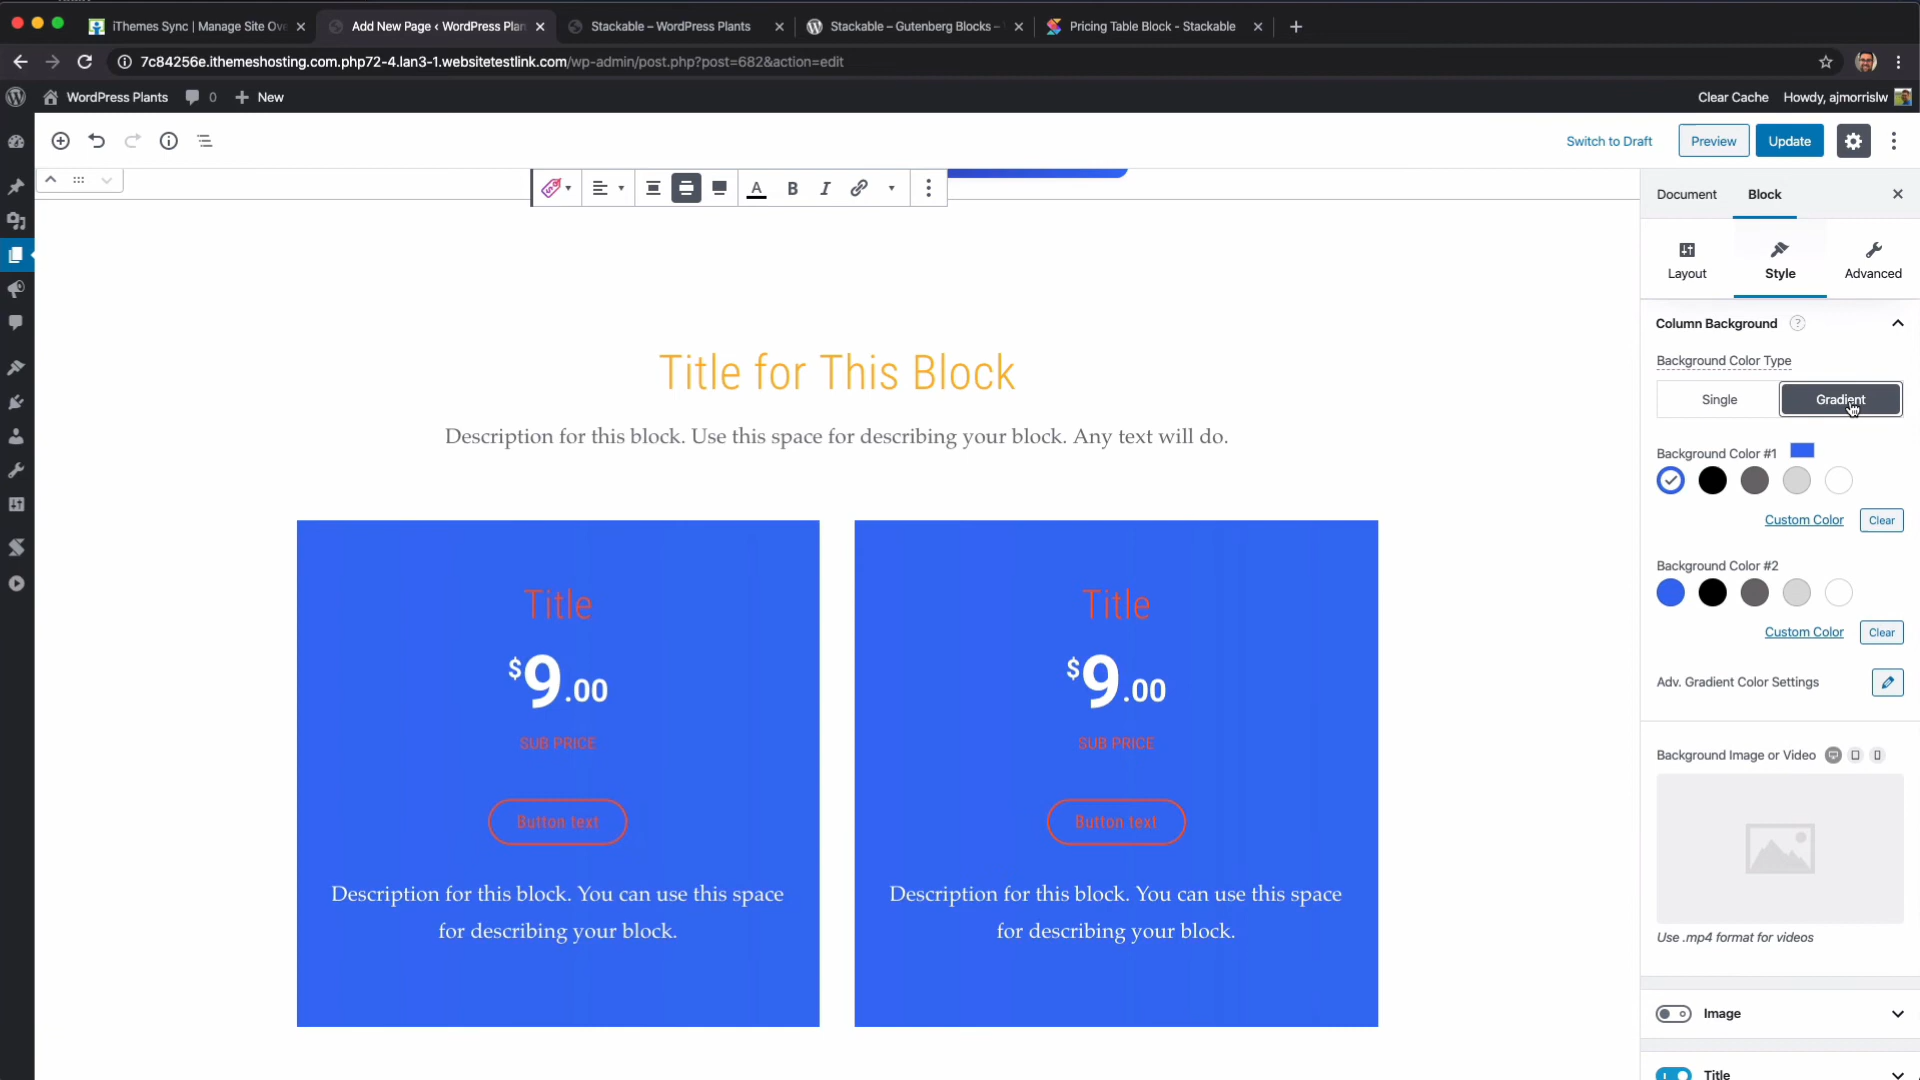 iThemes Sync | Manage Site Ove
Add New Page ‹ WordPress Plan
Stackable – WordPress Plants
Stackable – Gutenberg Blocks –
Pricing Table Block - Stackable
7c84256e.ithemeshosting.com.php72-4.lan3-1.websitetestlink.com/wp-admin/post.php?post=682&action=edit
WordPress Plants 0 New Clear Cache Howdy, ajmorrislw
Switch to Draft Preview Update
A B I
Document Block
Layout Style Advanced
Column Background ?
Background Color Type
Single Gradient
Background Color #1
Custom Color Clear
Background Color #2
Custom Color Clear
Adv. Gradient Color Settings
Background Image or Video
Use .mp4 format for videos
Image
Title
Title for This Block
Description for this block. Use this space for describing your block. Any text will do.
Title
$9.00
SUB PRICE
Button text
Description for this block. You can use this space
for describing your block.
Title
$9.00
SUB PRICE
Button text
Description for this block. You can use this space
for describing your block.